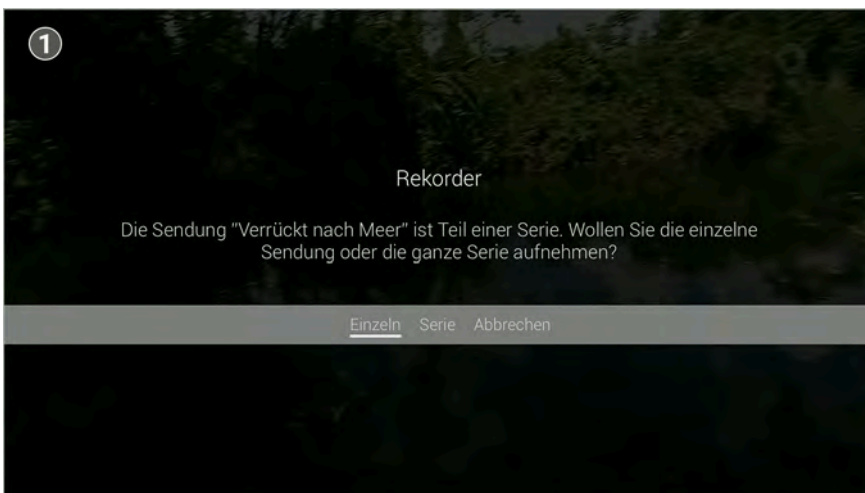 1
Rekorder
Die Sendung "Verrückt nach Meer" ist Teil einer Serie. Wollen Sie die einzelne
Sendung oder die ganze Serie aufnehmen?
Einzeln Serie Abbrechen